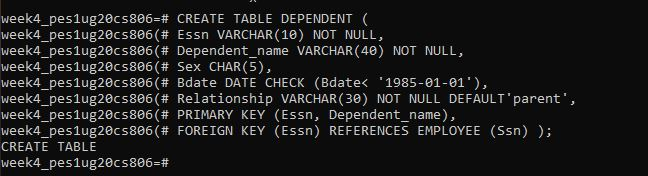 week4_pes1ug20cs806=# CREATE TABLE DEPENDENT (
week4_pes1ug20cs806(# Essn VARCHAR(10) NOT NULL,
week4_pes1ug20cs806(# Dependent_name VARCHAR(40) NOT NULL,
week4_pes1ug20cs806(# Sex CHAR(5),
week4_pes1ug20cs806(# Bdate DATE CHECK (Bdate< '1985-01-01'),
week4_pes1ug20cs806(# Relationship VARCHAR(30) NOT NULL DEFAULT'parent',
week4_pes1ug20cs806(# PRIMARY KEY (Essn, Dependent_name),
week4_pes1ug20cs806(# FOREIGN KEY (Essn) REFERENCES EMPLOYEE (Ssn) );
CREATE TABLE
week4_pes1ug20cs806=#